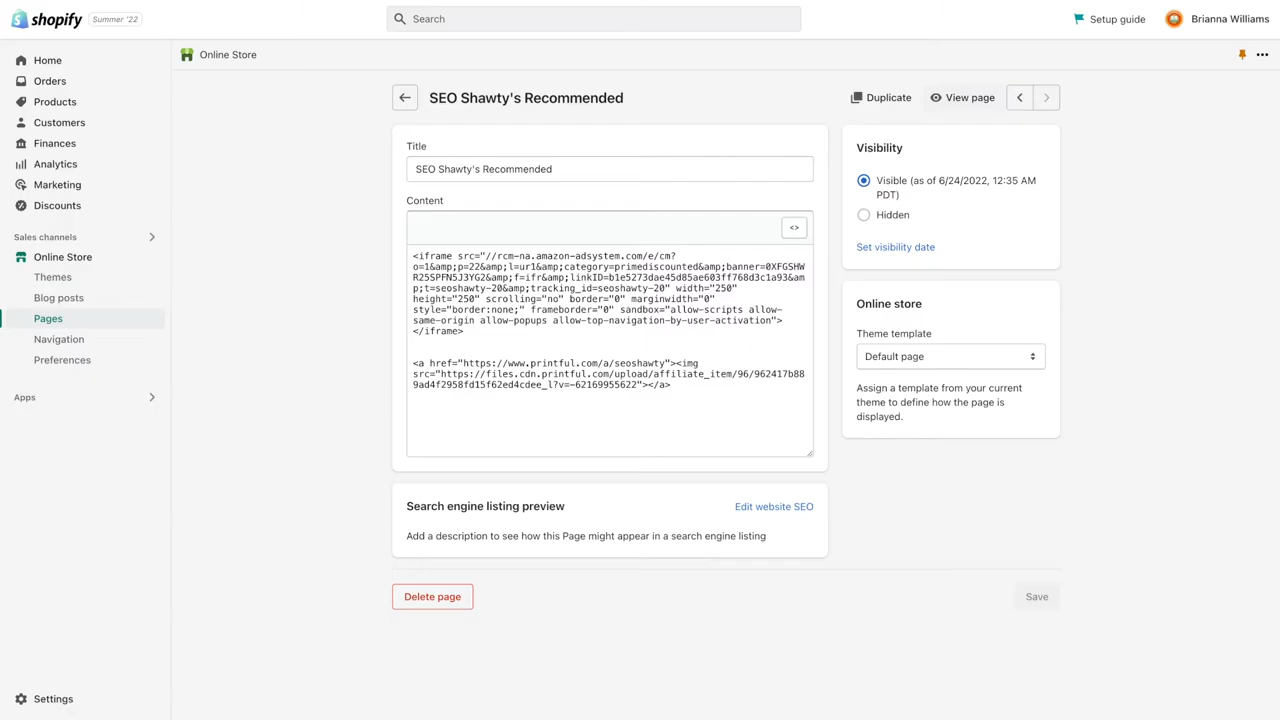 shopify
Summer '22
Search
Setup guide
Brianna Williams
Home
Orders
Products
Customers
Finances
Analytics
Marketing
Discounts
Sales channels
Online Store
Themes
Blog posts
Pages
Navigation
Preferences
Apps
Settings
Online Store
SEO Shawty's Recommended
Duplicate
View page
Title
SEO Shawty's Recommended
Content
<>
<iframe src="//rcm-na.amazon-adsystem.com/e/cm?
o=1&amp;p=22&amp;l=ur1&amp;category=primediscounted&amp;banner=0XFGSHW
R25SPFN5J3YG2&amp;f=ifr&amp;linkID=b1e5273dae45d85ae603ff768d3c1a93&am
p;t=seoshawty-20&amp;tracking_id=seoshawty-20" width="250"
height="250" scrolling="no" border="0" marginwidth="0"
style="border:none;" frameborder="0" sandbox="allow-scripts allow-
same-origin allow-popups allow-top-navigation-by-user-activation">
</iframe>
<a href="https://www.printful.com/a/seoshawty"><img
src="https://files.cdn.printful.com/upload/affiliate_item/96/962417b88
9ad4f2958fd15f62ed4cdee_l?v=-62169955622"></a>
Search engine listing preview
Edit website SEO
Add a description to see how this Page might appear in a search engine listing
Delete page
Save
Visibility
Visible (as of 6/24/2022, 12:35 AM
PDT)
Hidden
Set visibility date
Online store
Theme template
Default page
Assign a template from your current
theme to define how the page is
displayed.